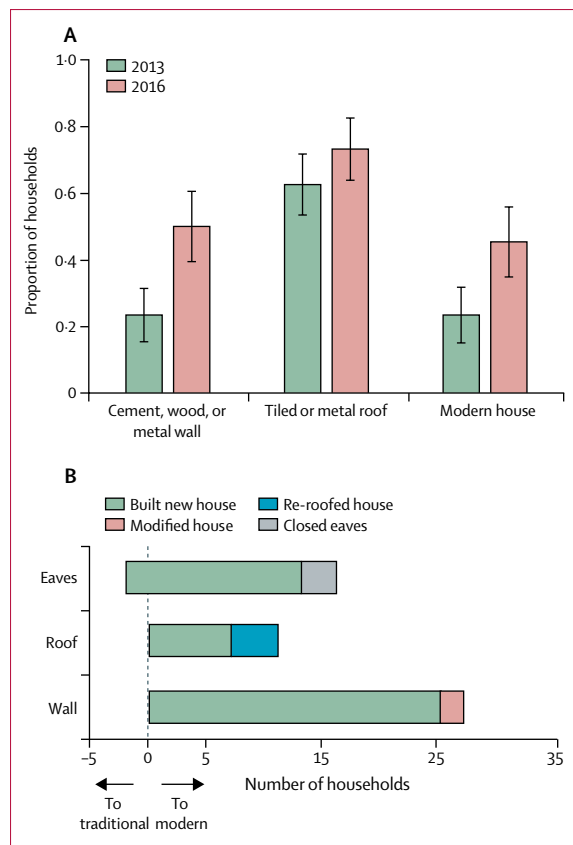 A
1·0
2013
2016
0·8
0·6
0·4
0·2
0
Proportion of households
Cement, wood, or
metal wall
Tiled or metal roof
Modern house
B
Built new house
Re-roofed house
Modified house
Closed eaves
Eaves
Roof
Wall
–5
0
5
15
25
35
Number of households
To
traditional
To
modern